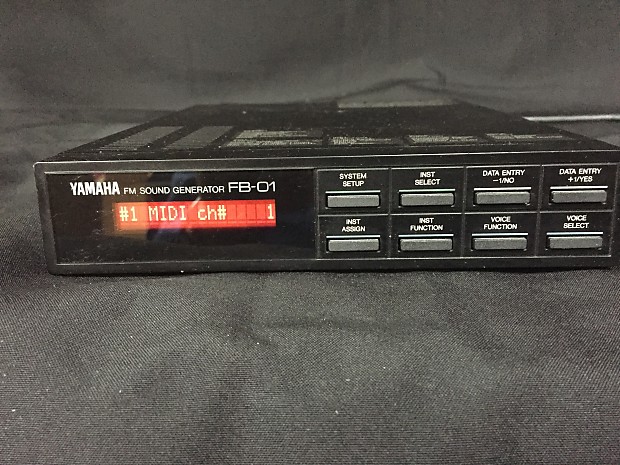 YAMAHA FM SOUND GENERATOR FB-01
#1 MIDI ch# 1
SYSTEM
SETUP
INST
SELECT
DATA ENTRY
-1/NO
DATA ENTRY
+1/YES
INST
ASSIGN
INST
FUNCTION
VOICE
FUNCTION
VOICE
SELECT